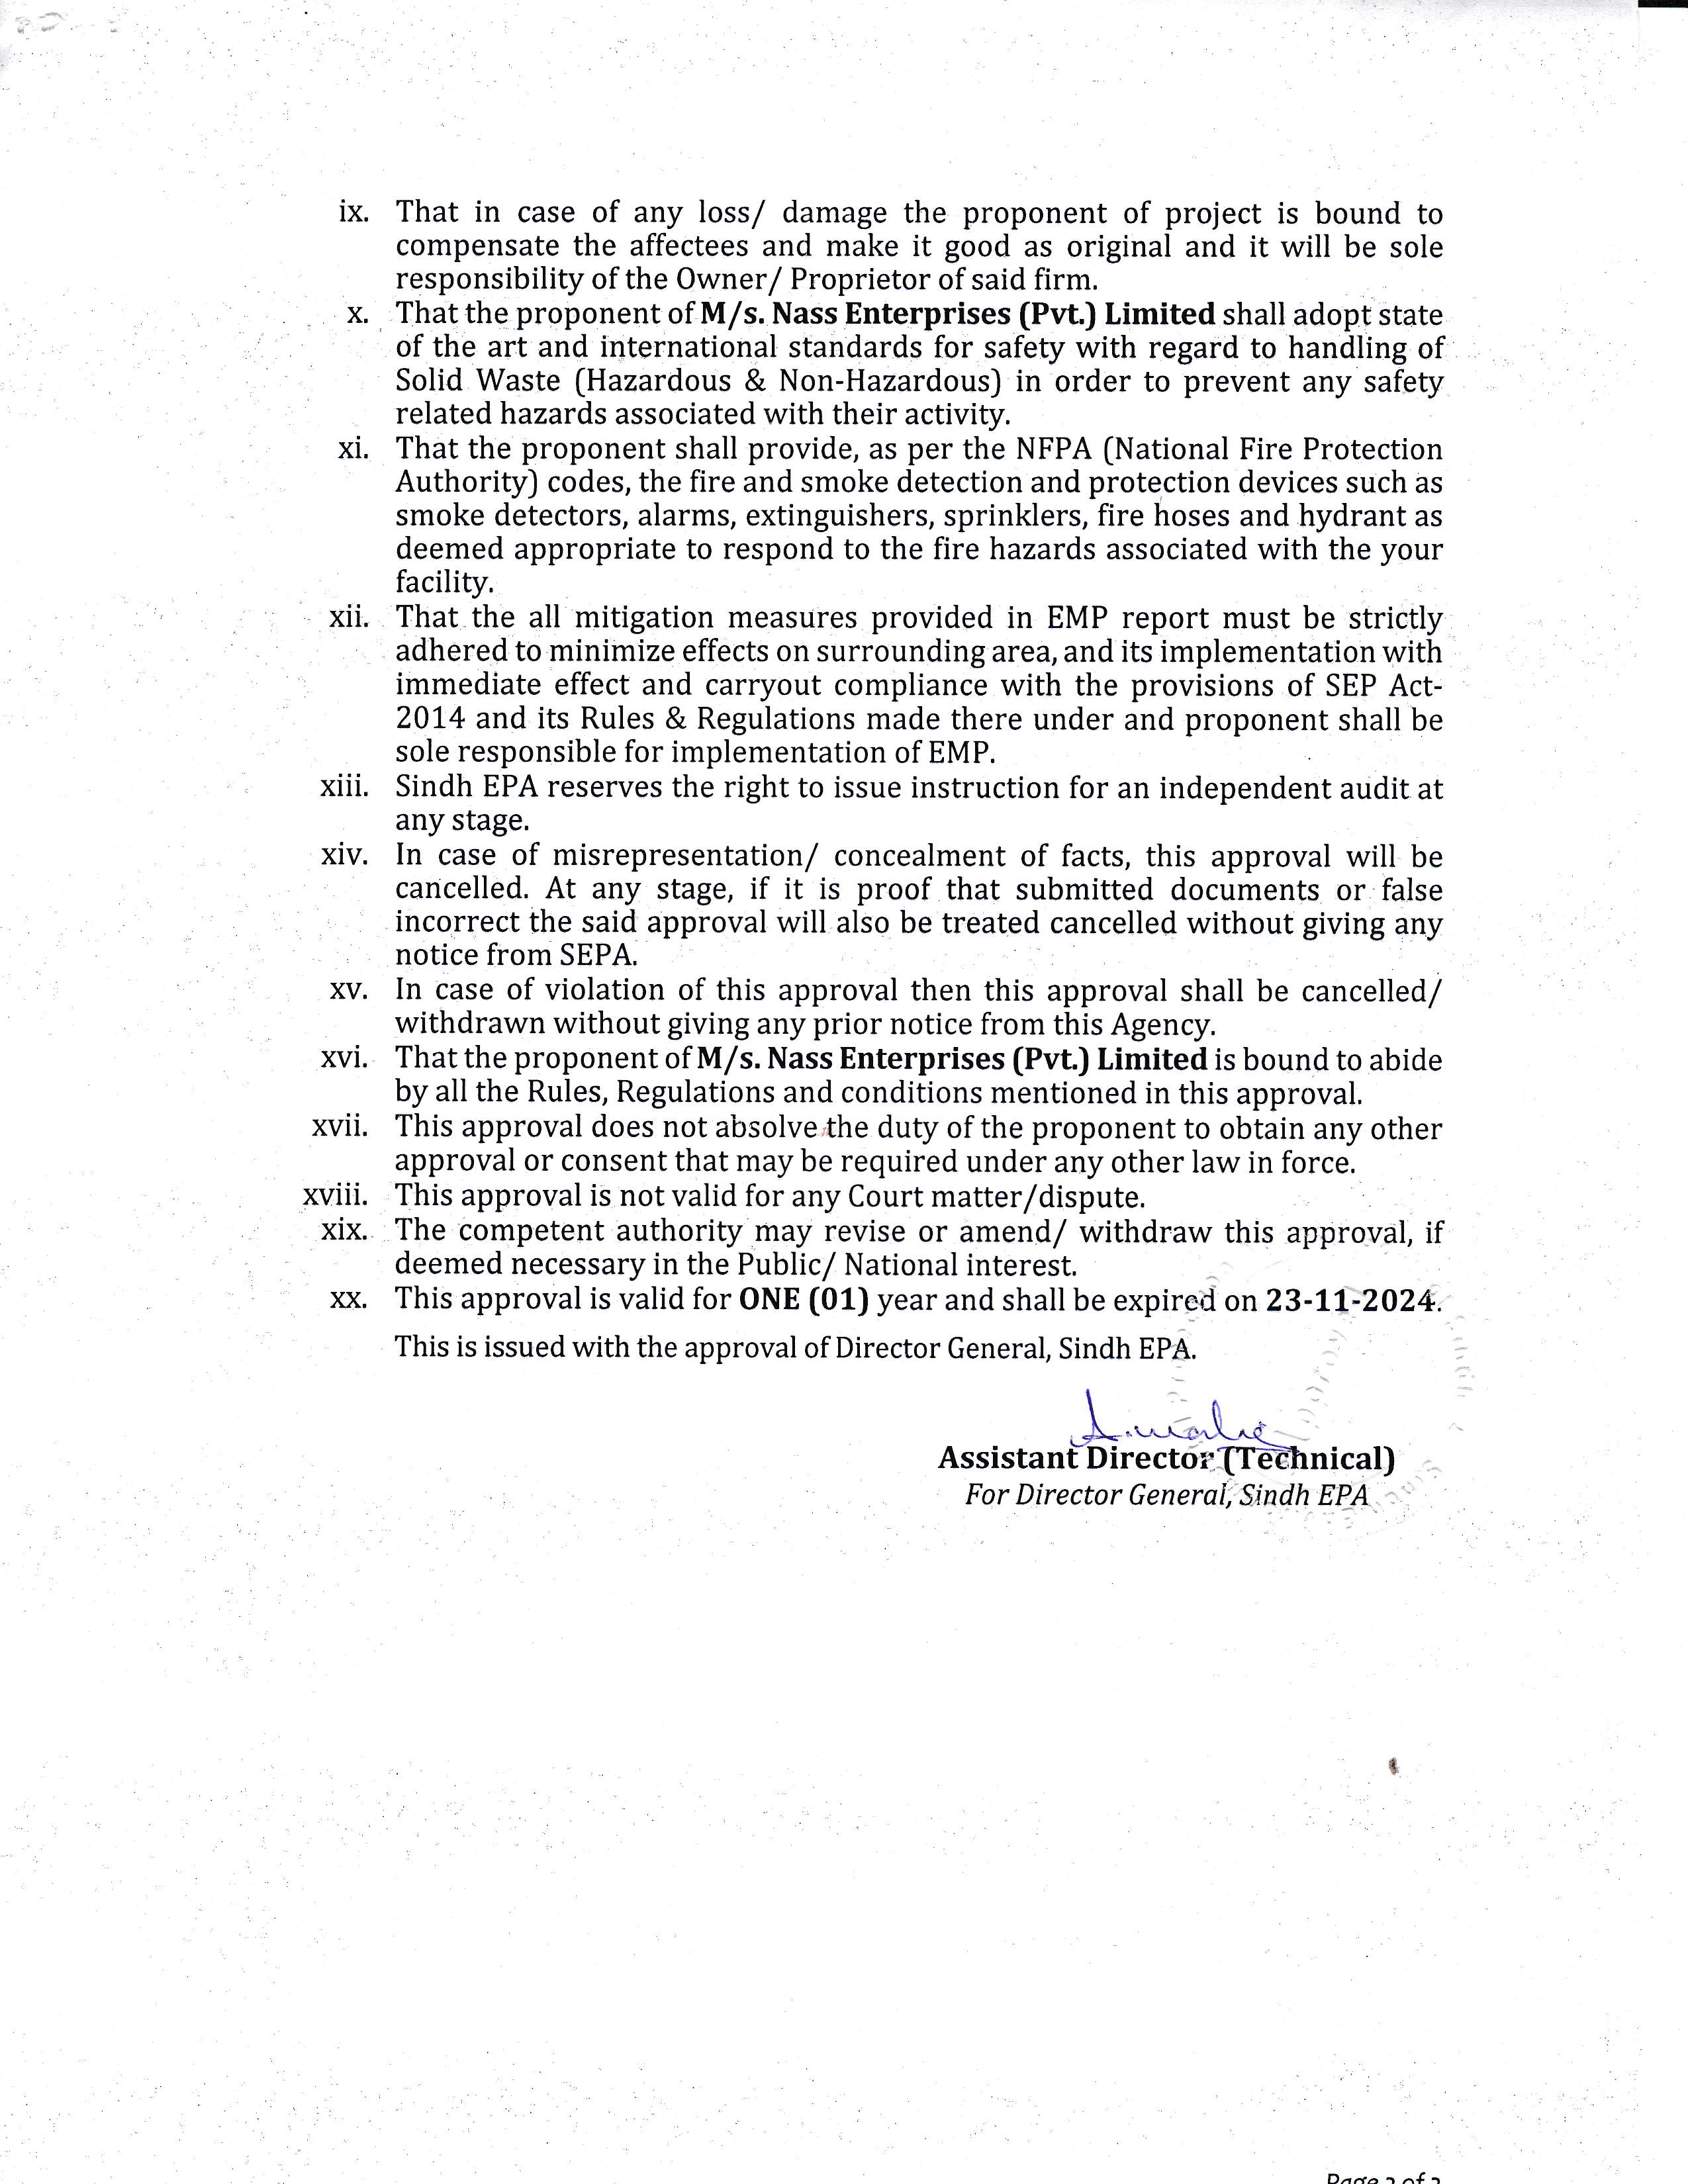 ix. That in case of any loss/ damage the proponent of project is bound to
compensate the affectees and make it good as original and it will be sole
responsibility of the Owner/ Proprietor of said firm.
x. That the proponent of M/s. Nass Enterprises (Pvt.) Limited shall adopt state
of the art and international standards for safety with regard to handling of
Solid Waste (Hazardous & Non-Hazardous) in order to prevent any safety
related hazards associated with their activity.
xi. That the proponent shall provide, as per the NFPA (National Fire Protection
Authority) codes, the fire and smoke detection and protection devices such as
smoke detectors, alarms, extinguishers, sprinklers, fire hoses and hydrant as
deemed appropriate to respond to the fire hazards associated with the your
facility.
xii. That the all mitigation measures provided in EMP report must be strictly
adhered to minimize effects on surrounding area, and its implementation with
immediate effect and carryout compliance with the provisions of SEP Act-
2014 and its Rules & Regulations made there under and proponent shall be
sole responsible for implementation of EMP.
xiii. Sindh EPA reserves the right to issue instruction for an independent audit at
any stage.
xiv. In case of misrepresentation/ concealment of facts, this approval will be
cancelled. At any stage, if it is proof that submitted documents or false
incorrect the said approval will also be treated cancelled without giving any
notice from SEPA.
xv. In case of violation of this approval then this approval shall be cancelled/
withdrawn without giving any prior notice from this Agency.
xvi. That the proponent of M/s. Nass Enterprises (Pvt.) Limited is bound to abide
by all the Rules, Regulations and conditions mentioned in this approval.
xvii. This approval does not absolve the duty of the proponent to obtain any other
approval or consent that may be required under any other law in force.
xviii. This approval is not valid for any Court matter/dispute.
xix. The competent authority may revise or amend/ withdraw this approval, if
deemed necessary in the Public/ National interest.
xx. This approval is valid for ONE (01) year and shall be expired on 23-11-2024.
This is issued with the approval of Director General, Sindh EPA.
Assistant Director (Technical)
For Director General, Sindh EPA
Page of